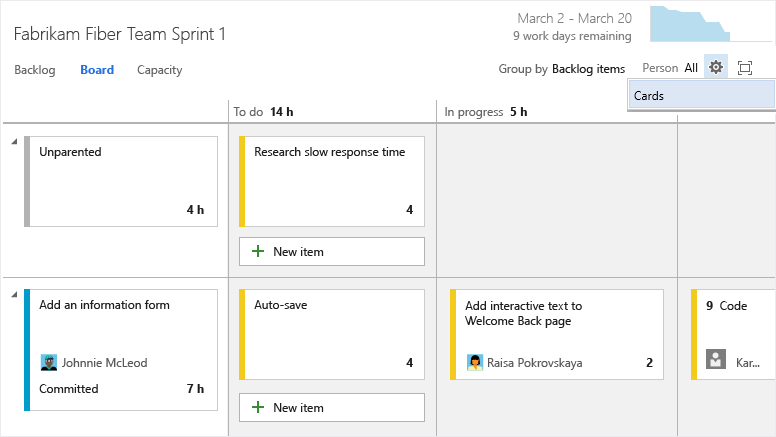 Fabrikam Fiber Team Sprint 1
March 2 - March 20
9 work days remaining
Backlog Board Capacity
Group by Backlog items Person All
Cards
To do 14 h
In progress 5 h
Unparented
4 h
Research slow response time
4
+ New item
Add an information form
Johnnie McLeod
Committed 7 h
Auto-save
4
+ New item
Add interactive text to
Welcome Back page
Raisa Pokrovskaya 2
9 Code
Kar...